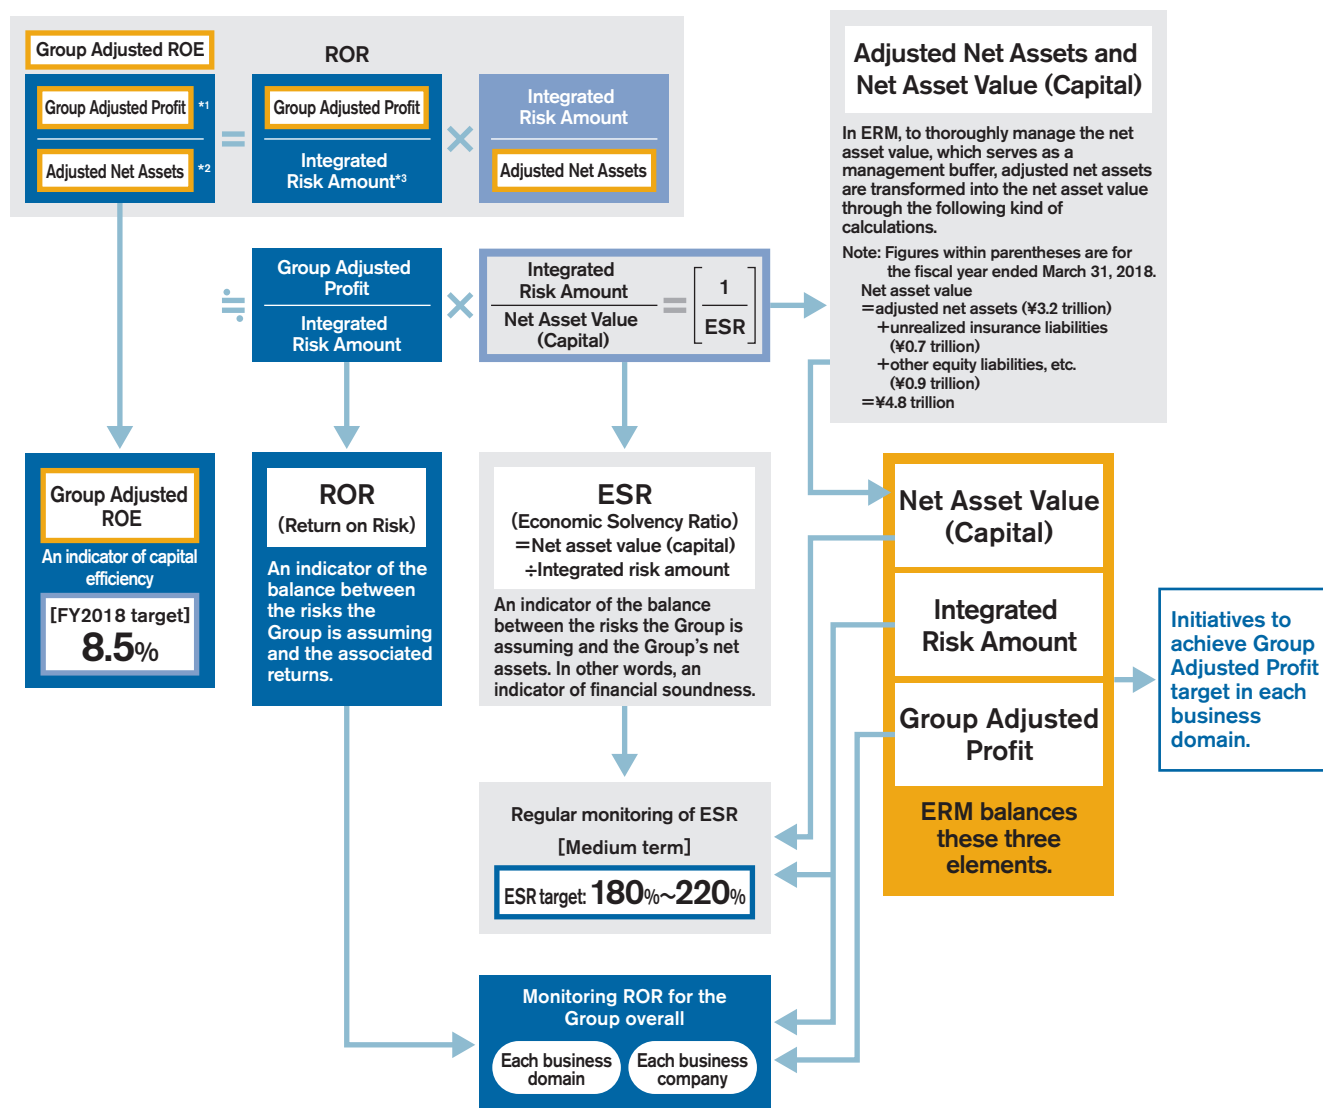 Group Adjusted ROE
Group Adjusted Profit *1
Adjusted Net Assets *2
=
ROR
Group Adjusted Profit
Integrated
Risk Amount*3
×
Integrated
Risk Amount
Adjusted Net Assets
≒
Group Adjusted
Profit
Integrated
Risk Amount
×
Integrated
Risk Amount
Net Asset Value
(Capital)
=
1
ESR
Adjusted Net Assets and
Net Asset Value (Capital)
In ERM, to thoroughly manage the net
asset value, which serves as a
management buffer, adjusted net assets
are transformed into the net asset value
through the following kind of
calculations.
Note: Figures within parentheses are for
the fiscal year ended March 31, 2018.
Net asset value
=adjusted net assets (¥3.2 trillion)
+unrealized insurance liabilities
(¥0.7 trillion)
+other equity liabilities, etc.
(¥0.9 trillion)
=¥4.8 trillion
Group Adjusted
ROE
An indicator of capital
efficiency
[FY2018 target]
8.5%
ROR
(Return on Risk)
An indicator of the
balance between
the risks the
Group is assuming
and the associated
returns.
ESR
(Economic Solvency Ratio)
=Net asset value (capital)
÷Integrated risk amount
An indicator of the balance
between the risks the Group is
assuming and the Group's net
assets. In other words, an
indicator of financial soundness.
Net Asset Value
(Capital)
Integrated
Risk Amount
Group Adjusted
Profit
ERM balances
these three
elements.
Initiatives to
achieve Group
Adjusted Profit
target in each
business
domain.
Regular monitoring of ESR
[Medium term]
ESR target: 180%~220%
Monitoring ROR for the
Group overall
Each business
domain
Each business
company